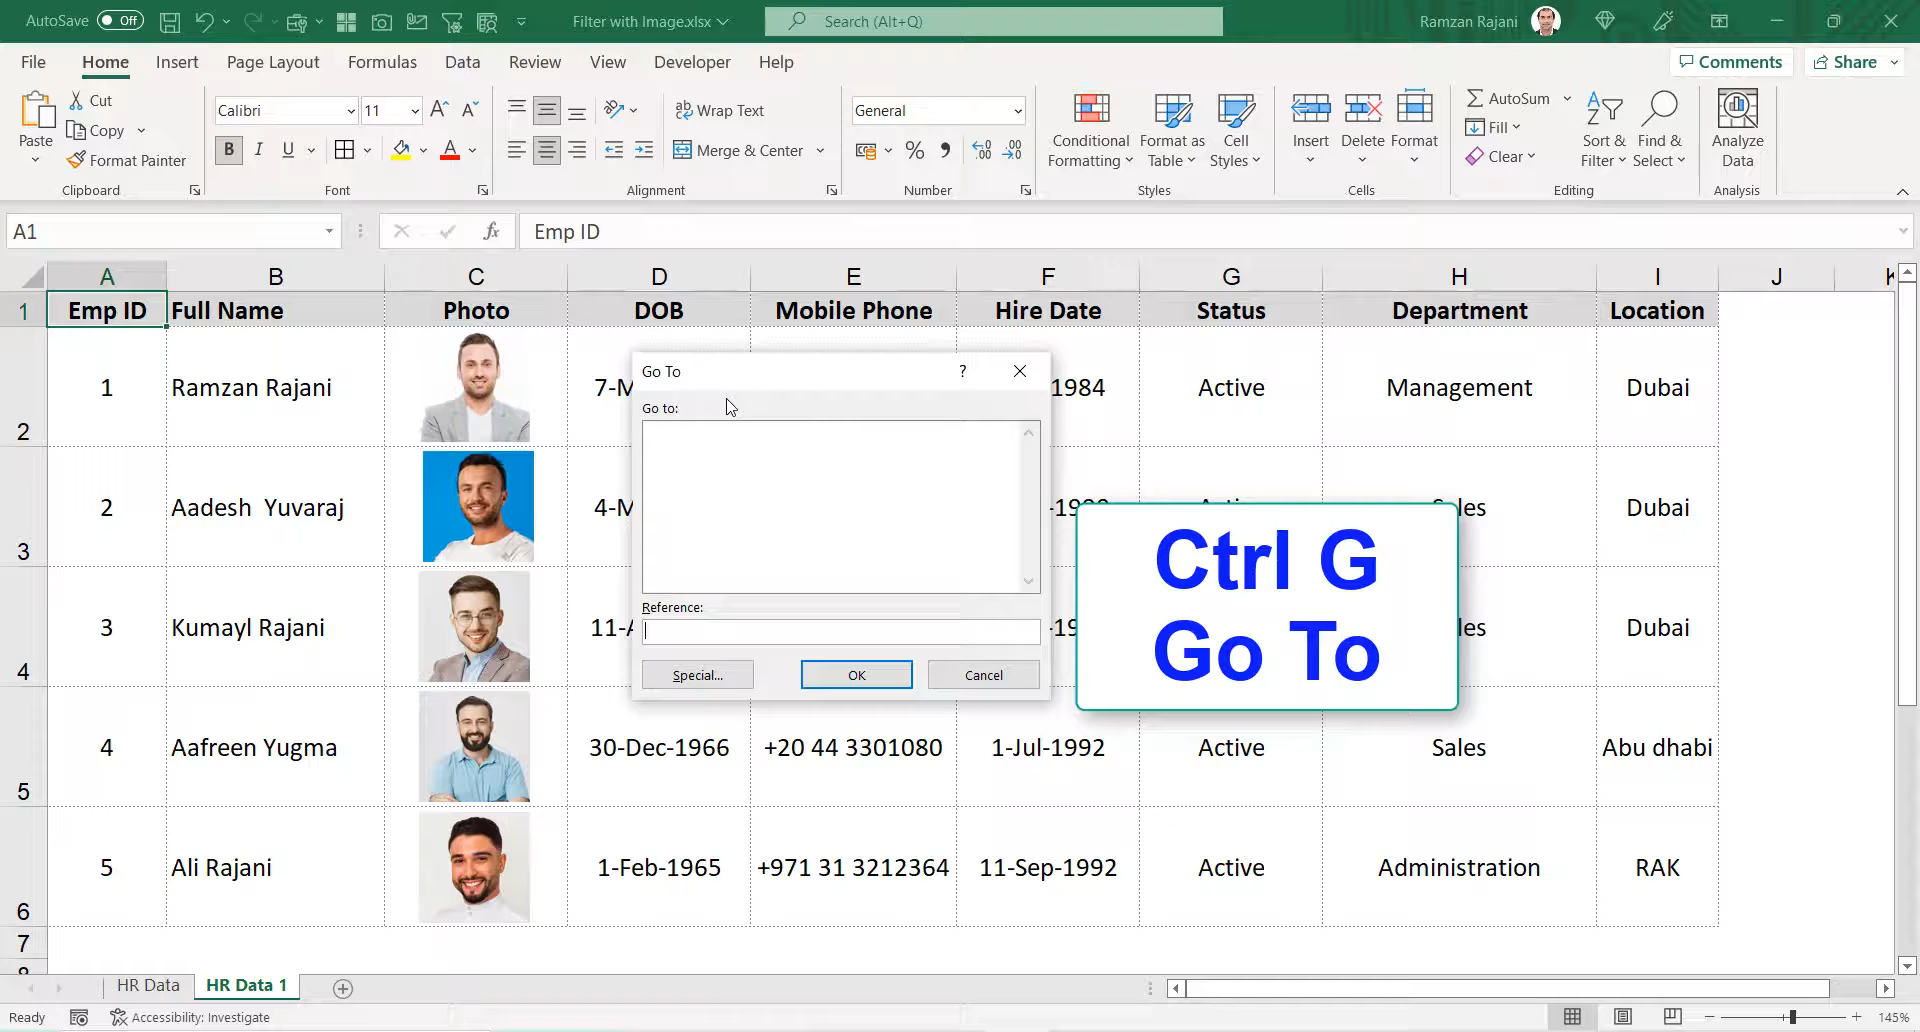 AutoSave Off Filter with Image.xlsx Search (Alt+Q) Ramzan Rajani
File Home Insert Page Layout Formulas Data Review View Developer Help Comments Share
Paste Cut Copy Format Painter
Clipboard
Calibri 11
B I U A
Font
Wrap Text
Merge & Center
Alignment
General
% 9 .00
Number
Conditional Formatting Format as Table Cell Styles
Styles
Insert Delete Format
Cells
AutoSum Fill Clear
Sort & Filter Find & Select
Editing
Analyze Data
Analysis
A1 fx Emp ID
A B C D E F G H I J
1 Emp ID Full Name Photo DOB Mobile Phone Hire Date Status Department Location
2 1 Ramzan Rajani 7-M 1984 Active Management Dubai
3 2 Aadesh  Yuvaraj 4-M Dubai
4 3 Kumayl Rajani 11-A Dubai
5 4 Aafreen Yugma 30-Dec-1966 +20 44 3301080 1-Jul-1992 Active Sales Abu dhabi
6 5 Ali Rajani 1-Feb-1965 +971 31 3212364 11-Sep-1992 Active Administration RAK
7
Go To ?
Go to:
Reference:
Special... OK Cancel
Ctrl G
Go To
HR Data HR Data 1
Ready Accessibility: Investigate 145%